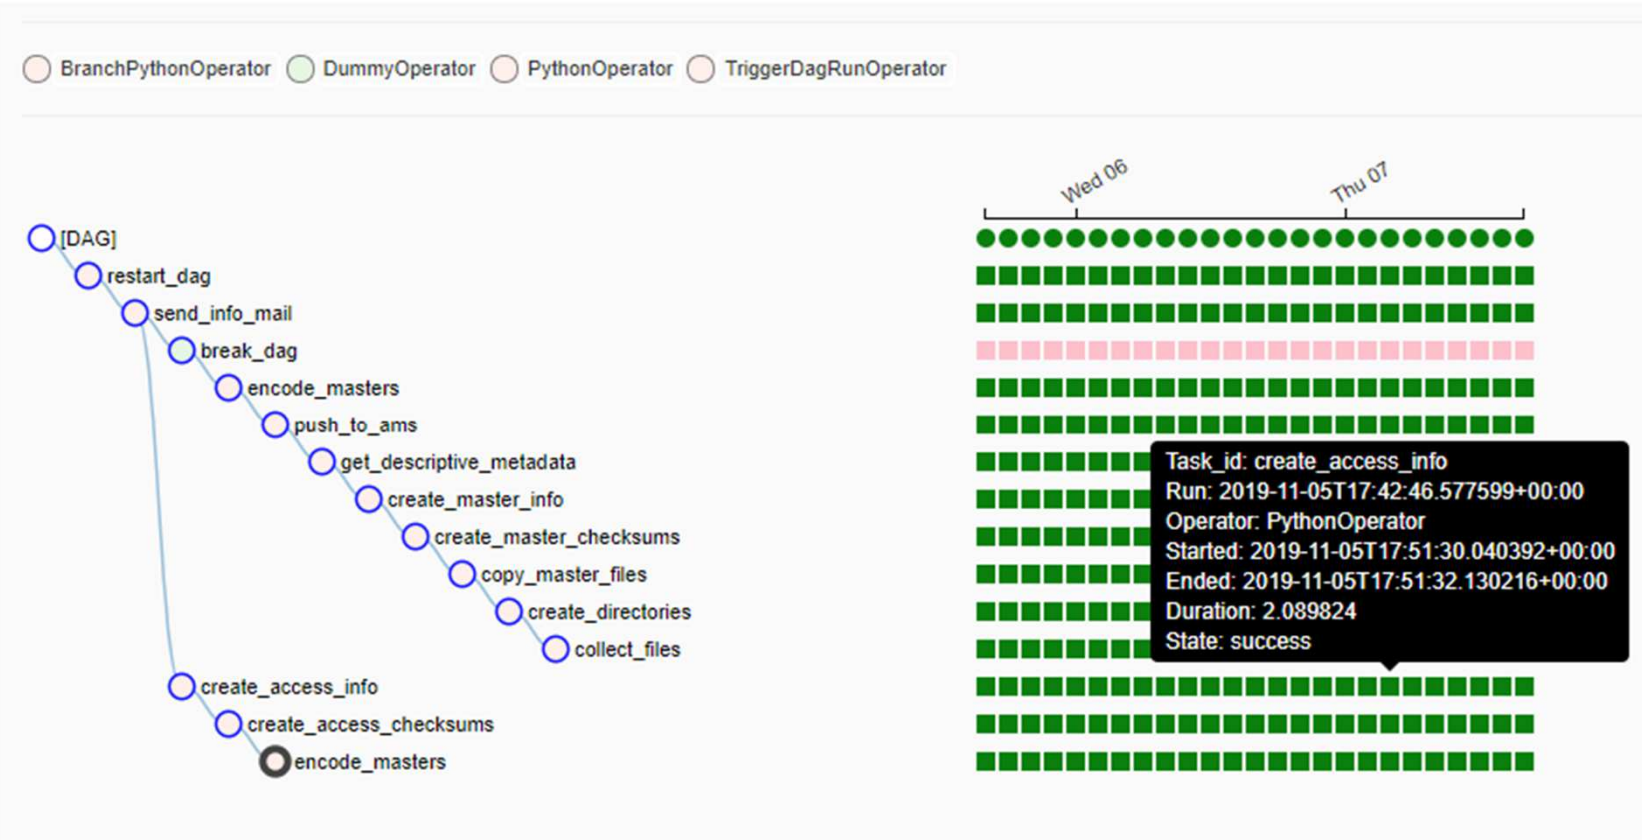 BranchPythonOperator DummyOperator PythonOperator TriggerDagRunOperator
Wed 06 Thu 07
[DAG]
restart_dag
send_info_mail
break_dag
encode_masters
push_to_ams
get_descriptive_metadata
create_master_info
create_master_checksums
copy_master_files
create_directories
collect_files
create_access_info
create_access_checksums
encode_masters
Task_id: create_access_info
Run: 2019-11-05T17:42:46.577599+00:00
Operator: PythonOperator
Started: 2019-11-05T17:51:30.040392+00:00
Ended: 2019-11-05T17:51:32.130216+00:00
Duration: 2.089824
State: success